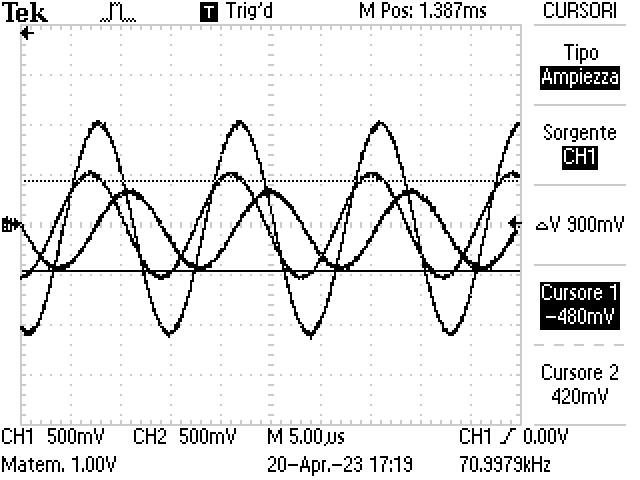 Tek T Trig'd M Pos: 1.387ms CURSORI
Tipo
Ampiezza
Sorgente
CH1
△V 900mV
Cursore 1
-480mV
Cursore 2
420mV
CH1 500mV CH2 500mV M 5.00µs CH1 0.00V
Matem. 1.00V 20-Apr.-23 17:19 70.9979kHz